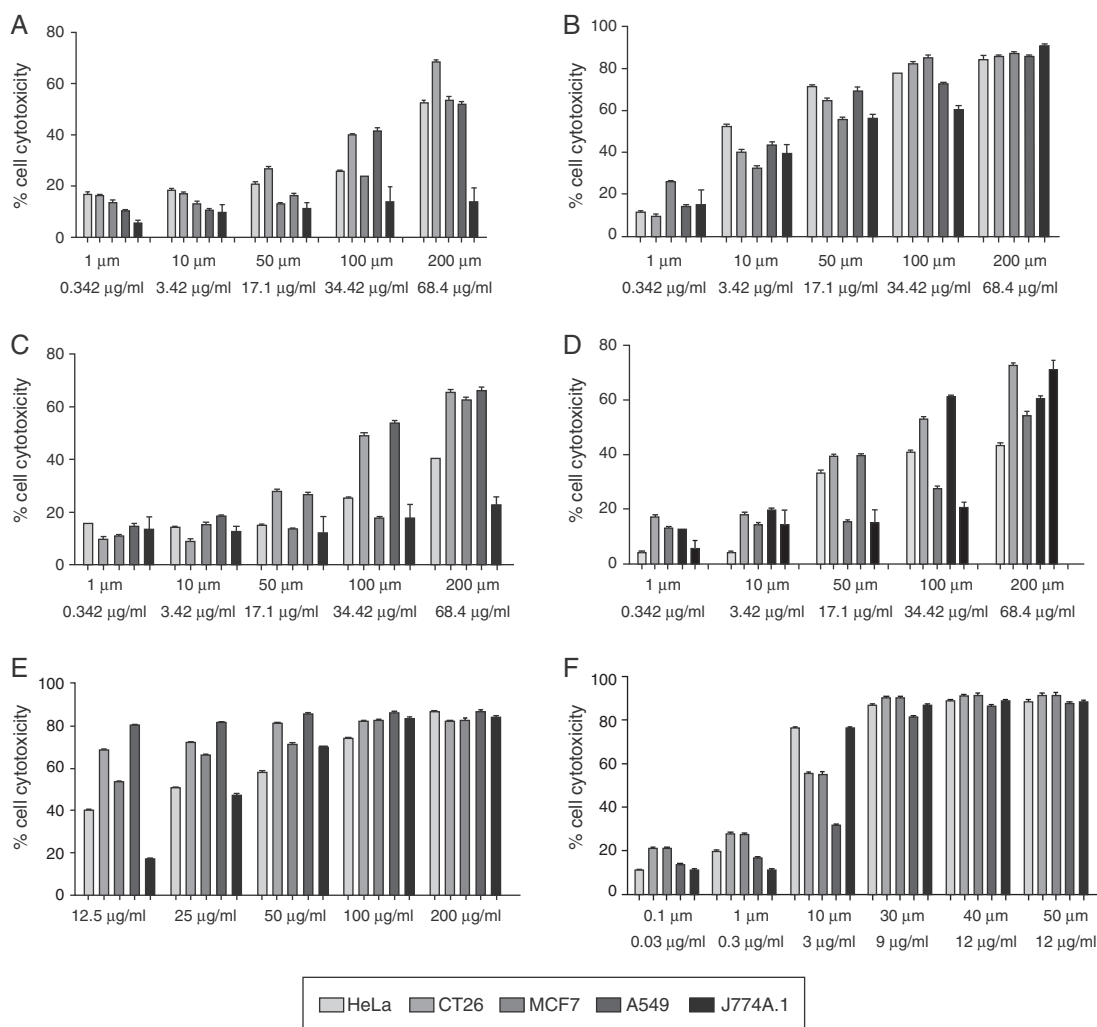 A
80
60
40
20
0
% cell cytotoxicity
1 μm 10 μm 50 μm 100 μm 200 μm
0.342 μg/ml 3.42 μg/ml 17.1 μg/ml 34.42 μg/ml 68.4 μg/ml
B
100
80
60
40
20
0
% cell cytotoxicity
1 μm 10 μm 50 μm 100 μm 200 μm
0.342 μg/ml 3.42 μg/ml 17.1 μg/ml 34.42 μg/ml 68.4 μg/ml
C
80
60
40
20
0
% cell cytotoxicity
1 μm 10 μm 50 μm 100 μm 200 μm
0.342 μg/ml 3.42 μg/ml 17.1 μg/ml 34.42 μg/ml 68.4 μg/ml
D
80
60
40
20
0
% cell cytotoxicity
1 μm 10 μm 50 μm 100 μm 200 μm
0.342 μg/ml 3.42 μg/ml 17.1 μg/ml 34.42 μg/ml 68.4 μg/ml
E
100
80
60
40
20
0
% cell cytotoxicity
12.5 μg/ml 25 μg/ml 50 μg/ml 100 μg/ml 200 μg/ml
F
100
80
60
40
20
0
% cell cytotoxicity
0.1 μm 1 μm 10 μm 30 μm 40 μm 50 μm
0.03 μg/ml 0.3 μg/ml 3 μg/ml 9 μg/ml 12 μg/ml 12 μg/ml
HeLa CT26 MCF7 A549 J774A.1